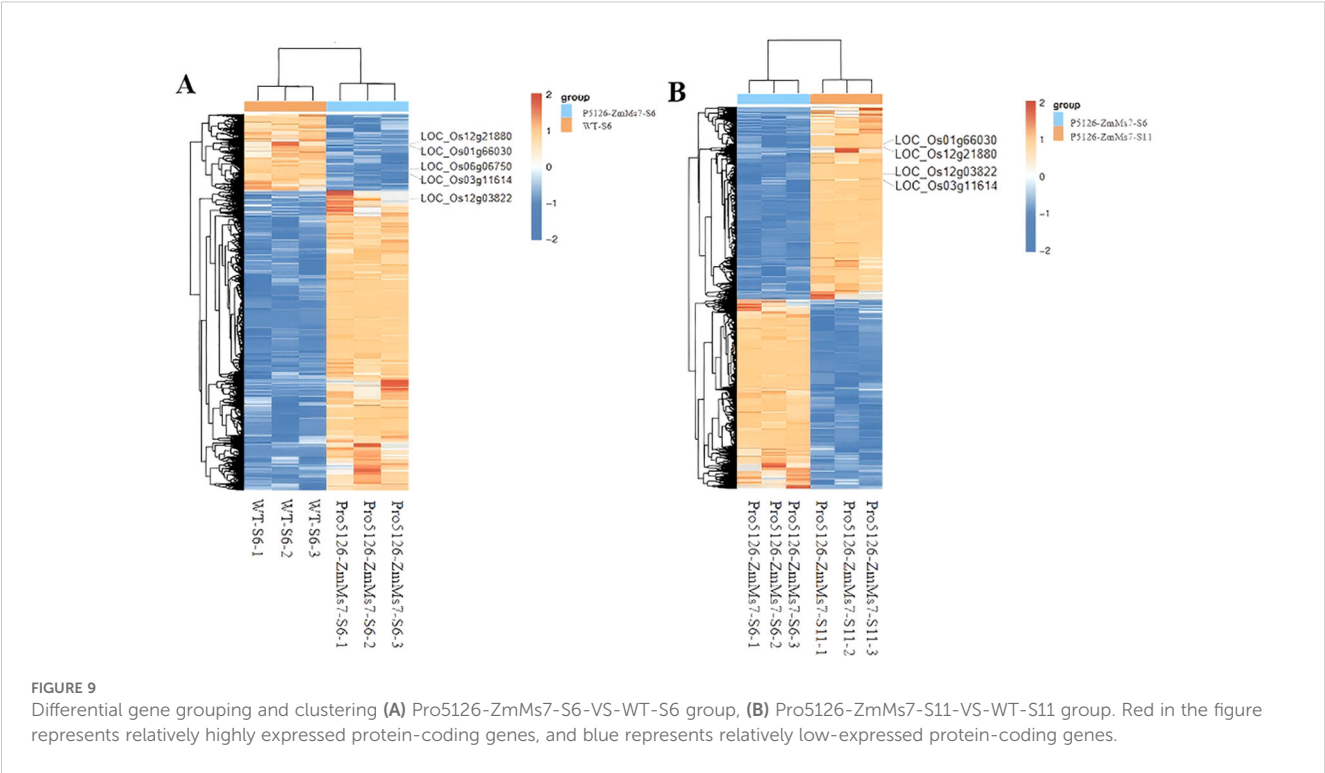 A
2
1
0
−1
−2
group
P5126-ZmMs7-S6
WT-S6
LOC_Os12g21880
LOC_Os01g66030
LOC_Os06g06750
LOC_Os03g11614
LOC_Os12g03822
WT-S6-1
WT-S6-2
WT-S6-3
Pro5126-ZmMs7-S6-1
Pro5126-ZmMs7-S6-2
Pro5126-ZmMs7-S6-3
B
2
1
0
−1
−2
group
P5126-ZmMs7-S6
P5126-ZmMs7-S11
LOC_Os01g66030
LOC_Os12g21880
LOC_Os12g03822
LOC_Os03g11614
Pro5126-ZmMs7-S6-1
Pro5126-ZmMs7-S6-2
Pro5126-ZmMs7-S6-3
Pro5126-ZmMs7-S11-1
Pro5126-ZmMs7-S11-2
Pro5126-ZmMs7-S11-3
FIGURE 9
Differential gene grouping and clustering (A) Pro5126-ZmMs7-S6-VS-WT-S6 group, (B) Pro5126-ZmMs7-S11-VS-WT-S11 group. Red in the figure
represents relatively highly expressed protein-coding genes, and blue represents relatively low-expressed protein-coding genes.